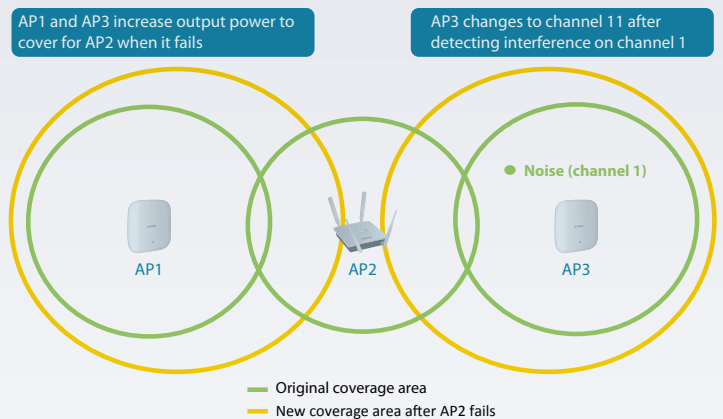 AP1 and AP3 increase output power to
cover for AP2 when it fails
AP3 changes to channel 11 after
detecting interference on channel 1
Noise (channel 1)
AP1
AP2
AP3
Original coverage area
New coverage area after AP2 fails